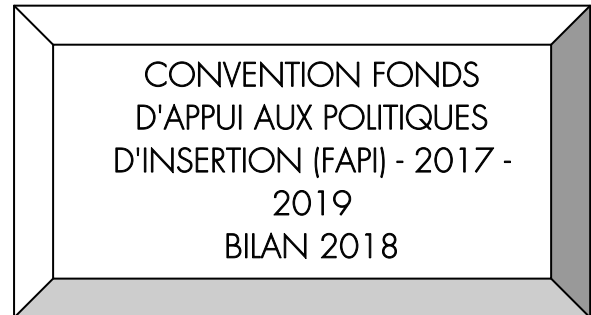 CONVENTION FONDS
D'APPUI AUX POLITIQUES
D'INSERTION (FAPI) - 2017 -
2019
BILAN 2018